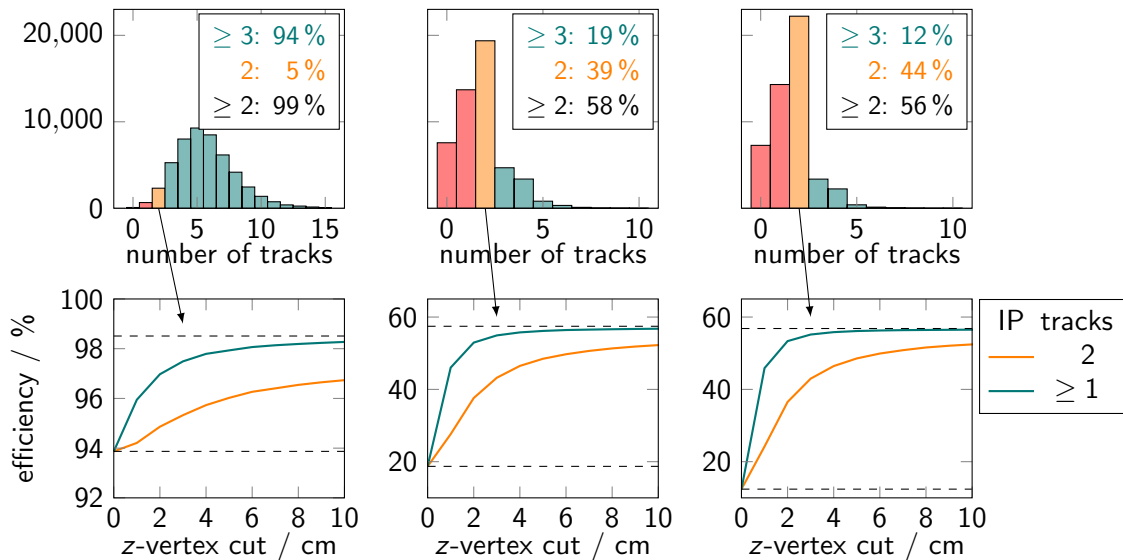 20,000
10,000
0
≥ 3: 94 %
2: 5 %
≥ 2: 99 %
0 5 10 15
number of tracks
≥ 3: 19 %
2: 39 %
≥ 2: 58 %
0 5 10
number of tracks
≥ 3: 12 %
2: 44 %
≥ 2: 56 %
0 5 10
number of tracks
efficiency / %
100
98
96
94
92
0 2 4 6 8 10
z-vertex cut / cm
60
40
20
0 2 4 6 8 10
z-vertex cut / cm
60
40
20
0 2 4 6 8 10
z-vertex cut / cm
IP tracks
2
≥ 1